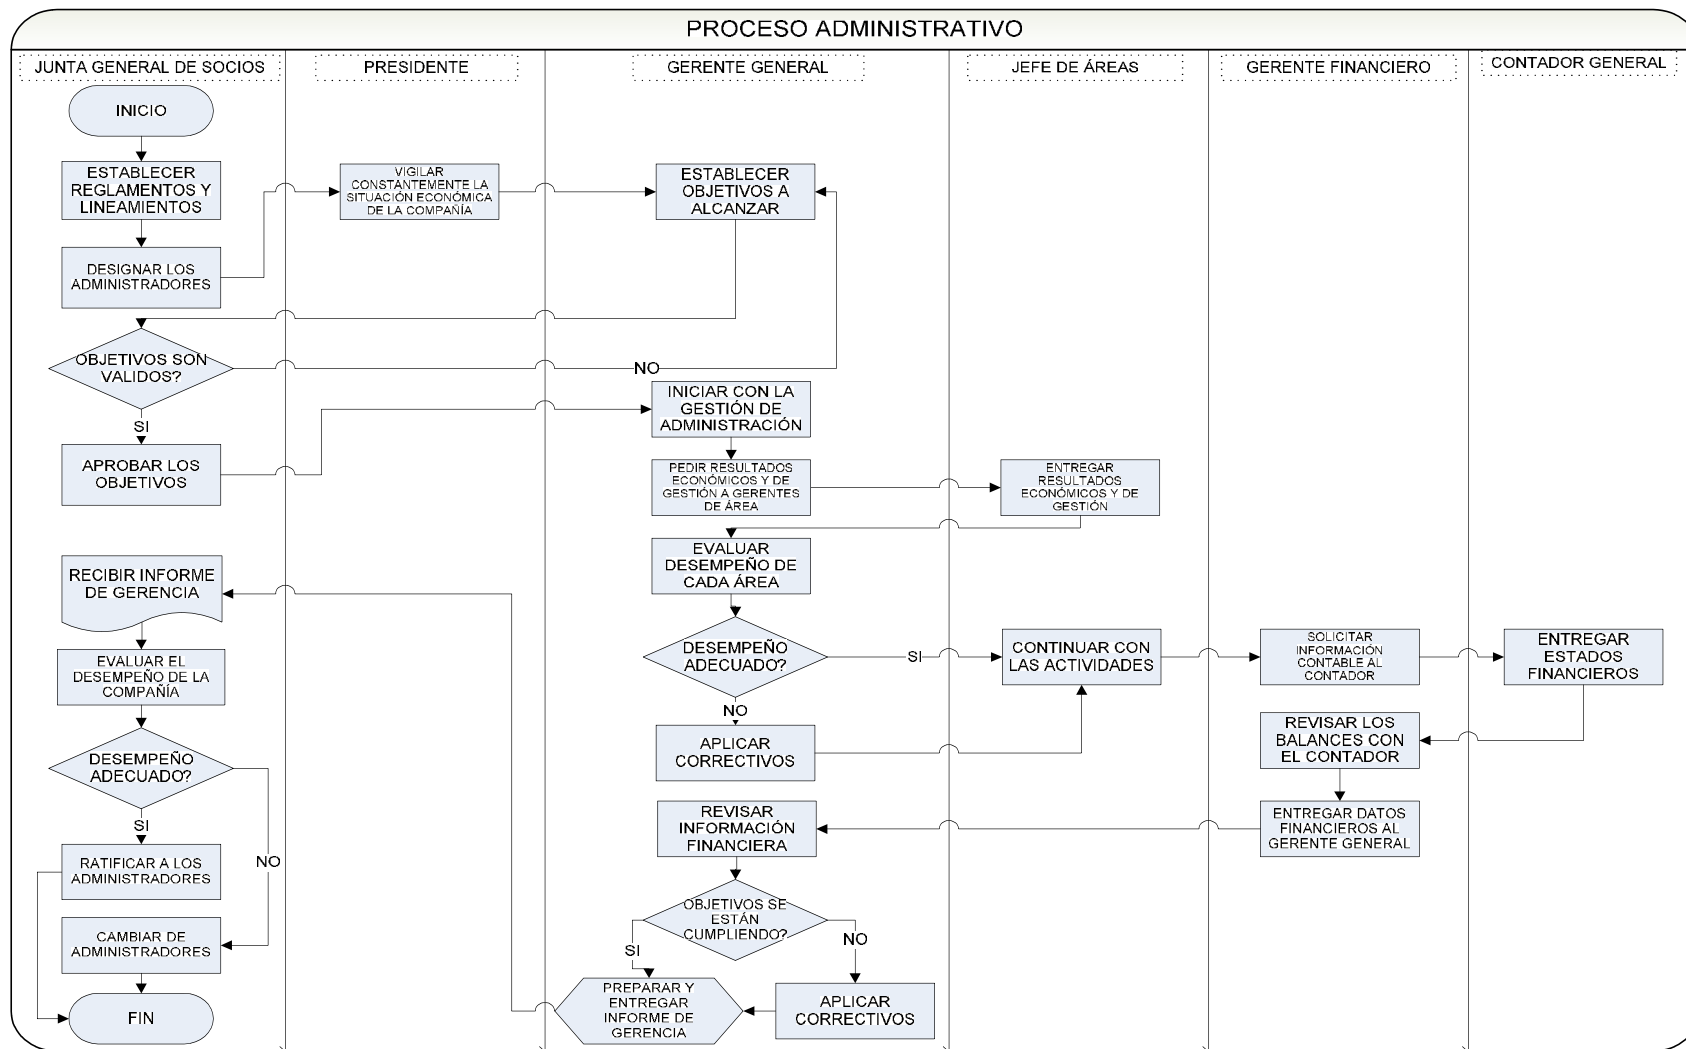 PROCESO ADMINISTRATIVO
JUNTA GENERAL DE SOCIOS
PRESIDENTE
GERENTE GENERAL
JEFE DE ÁREAS
GERENTE FINANCIERO
CONTADOR GENERAL
INICIO
ESTABLECER
REGLAMENTOS Y
LINEAMIENTOS
VIGILAR
CONSTANTEMENTE LA
SITUACIÓN ECONÓMICA
DE LA COMPAÑÍA
ESTABLECER
OBJETIVOS A
ALCANZAR
DESIGNAR LOS
ADMINISTRADORES
OBJETIVOS SON
VALIDOS?
NO
SI
INICIAR CON LA
GESTIÓN DE
ADMINISTRACIÓN
APROBAR LOS
OBJETIVOS
PEDIR RESULTADOS
ECONÓMICOS Y DE
GESTIÓN A GERENTES
DE ÁREA
ENTREGAR
RESULTADOS
ECONÓMICOS Y DE
GESTIÓN
EVALUAR
DESEMPEÑO DE
CADA ÁREA
RECIBIR INFORME
DE GERENCIA
DESEMPEÑO
ADECUADO?
SI
CONTINUAR CON
LAS ACTIVIDADES
SOLICITAR
INFORMACIÓN
CONTABLE AL
CONTADOR
ENTREGAR
ESTADOS
FINANCIEROS
EVALUAR EL
DESEMPEÑO DE LA
COMPAÑÍA
NO
APLICAR
CORRECTIVOS
REVISAR LOS
BALANCES CON
EL CONTADOR
DESEMPEÑO
ADECUADO?
SI
NO
REVISAR
INFORMACIÓN
FINANCIERA
ENTREGAR DATOS
FINANCIEROS AL
GERENTE GENERAL
RATIFICAR A LOS
ADMINISTRADORES
OBJETIVOS SE
ESTÁN
CUMPLIENDO?
SI
NO
CAMBIAR DE
ADMINISTRADORES
PREPARAR Y
ENTREGAR
INFORME DE
GERENCIA
APLICAR
CORRECTIVOS
FIN